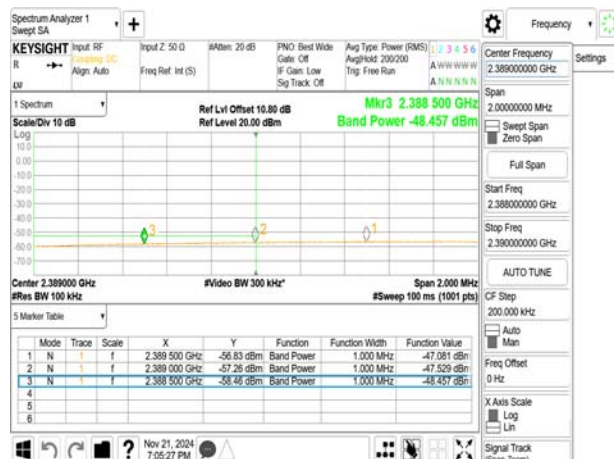 Spectrum Analyzer 1
Swept SA
+
Frequency
Settings
KEYSIGHT
Input: RF
Coupling: DC
Align: Auto
Input Z: 50 Ω
Freq Ref: Int (S)
#Atten: 20 dB
PNO: Best Wide
Gate: Off
IF Gain: Low
Sig Track: Off
Avg Type: Power (RMS)
Avg|Hold: 200/200
Trig: Free Run
1 2 3 4 5 6
A W W W W W
A N N N N N
R
1 Spectrum
Scale/Div 10 dB
Ref Lvl Offset 10.80 dB
Ref Level 20.00 dBm
Mkr3 2.388 500 GHz
Band Power -48.457 dBm
Log
10.0
0.00
-10.0
-20.0
-30.0
-40.0
-50.0
-60.0
-70.0
3
2
1
Center 2.389000 GHz
#Res BW 100 kHz
#Video BW 300 kHz*
Span 2.000 MHz
#Sweep 100 ms (1001 pts)
5 Marker Table
Mode Trace Scale X Y Function Function Width Function Value
1 N 1 f 2.389 500 GHz -56.83 dBm Band Power 1.000 MHz -47.081 dBm
2 N 1 f 2.389 000 GHz -57.26 dBm Band Power 1.000 MHz -47.529 dBm
3 N 1 f 2.388 500 GHz -58.46 dBm Band Power 1.000 MHz -48.457 dBm
4
5
6
Nov 21, 2024
7:05:27 PM
?
Center Frequency
2.389000000 GHz
Span
2.00000000 MHz
Swept Span
Zero Span
Full Span
Start Freq
2.388000000 GHz
Stop Freq
2.390000000 GHz
AUTO TUNE
CF Step
200.000 kHz
Auto
Man
Freq Offset
0 Hz
X Axis Scale
Log
Lin
Signal Track
(Span Zoom)